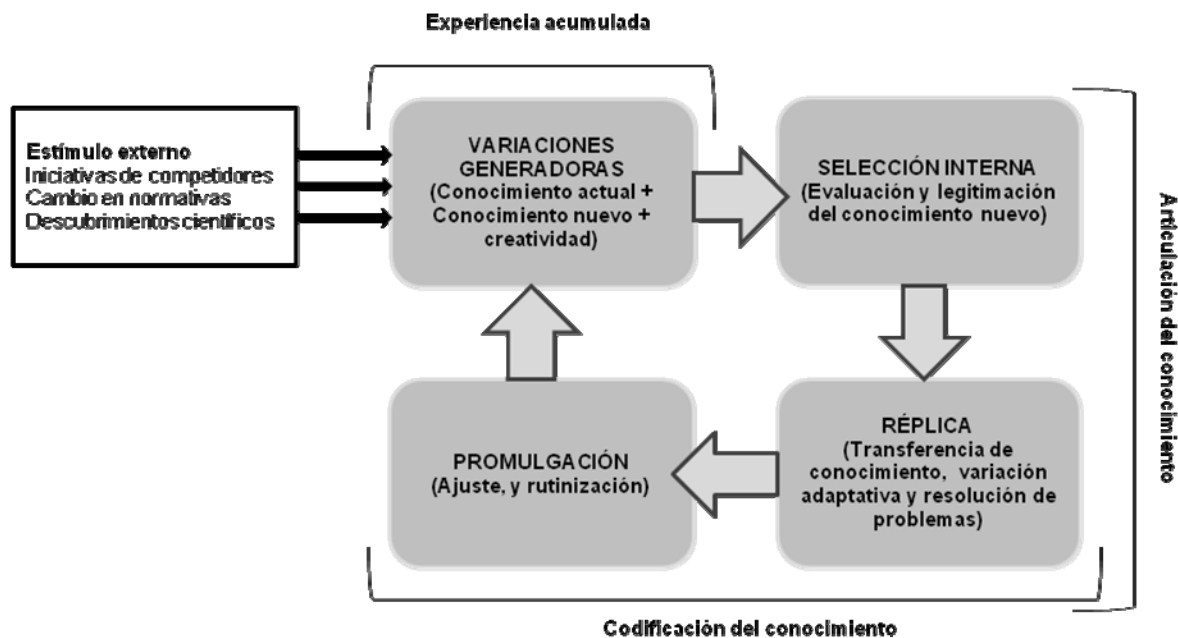 Experiencia acumulada
Estímulo externo
Iniciativas de competidores
Cambio en normativas
Descubrimientos científicos
VARIACIONES
GENERADORAS
(Conocimiento actual +
Conocimiento nuevo +
creatividad)
SELECCIÓN INTERNA
(Evaluación y legitimación
del conocimiento nuevo)
Articulación del conocimiento
PROMULGACIÓN
(Ajuste, y rutinización)
RÉPLICA
(Transferencia de
conocimiento, variación
adaptativa y resolución de
problemas)
Codificación del conocimiento